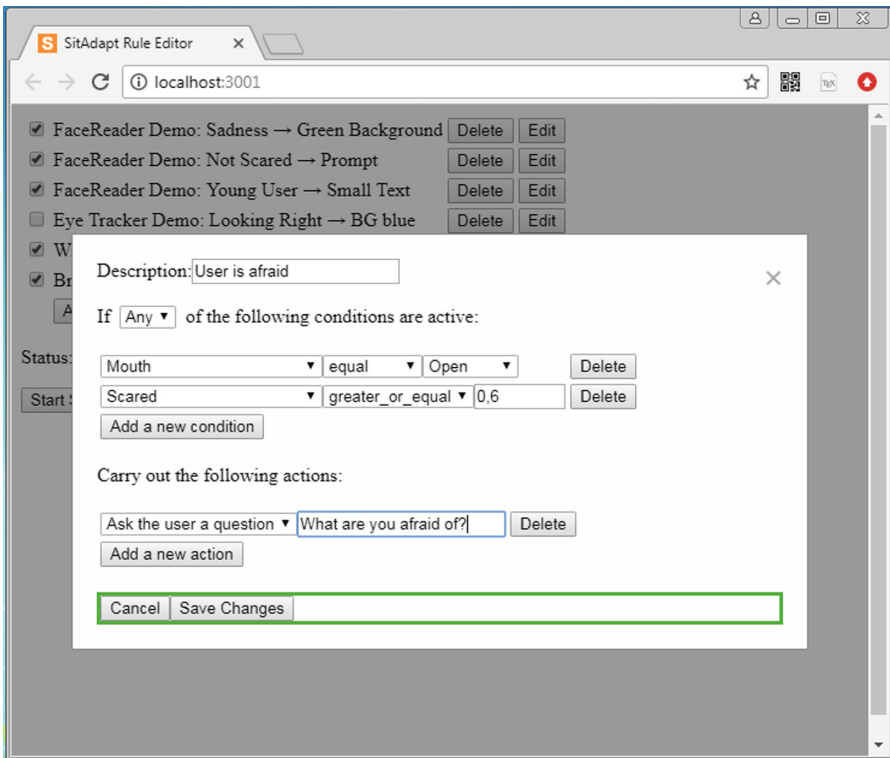 S SitAdapt Rule Editor
localhost:3001
FaceReader Demo: Sadness → Green Background Delete Edit
FaceReader Demo: Not Scared → Prompt Delete Edit
FaceReader Demo: Young User → Small Text Delete Edit
Eye Tracker Demo: Looking Right → BG blue Delete Edit
W
Br
A
Description: User is afraid
If Any of the following conditions are active:
Status:
Mouth equal Open Delete
Start
Scared greater_or_equal 0,6 Delete
Add a new condition
Carry out the following actions:
Ask the user a question What are you afraid of? Delete
Add a new action
Cancel Save Changes